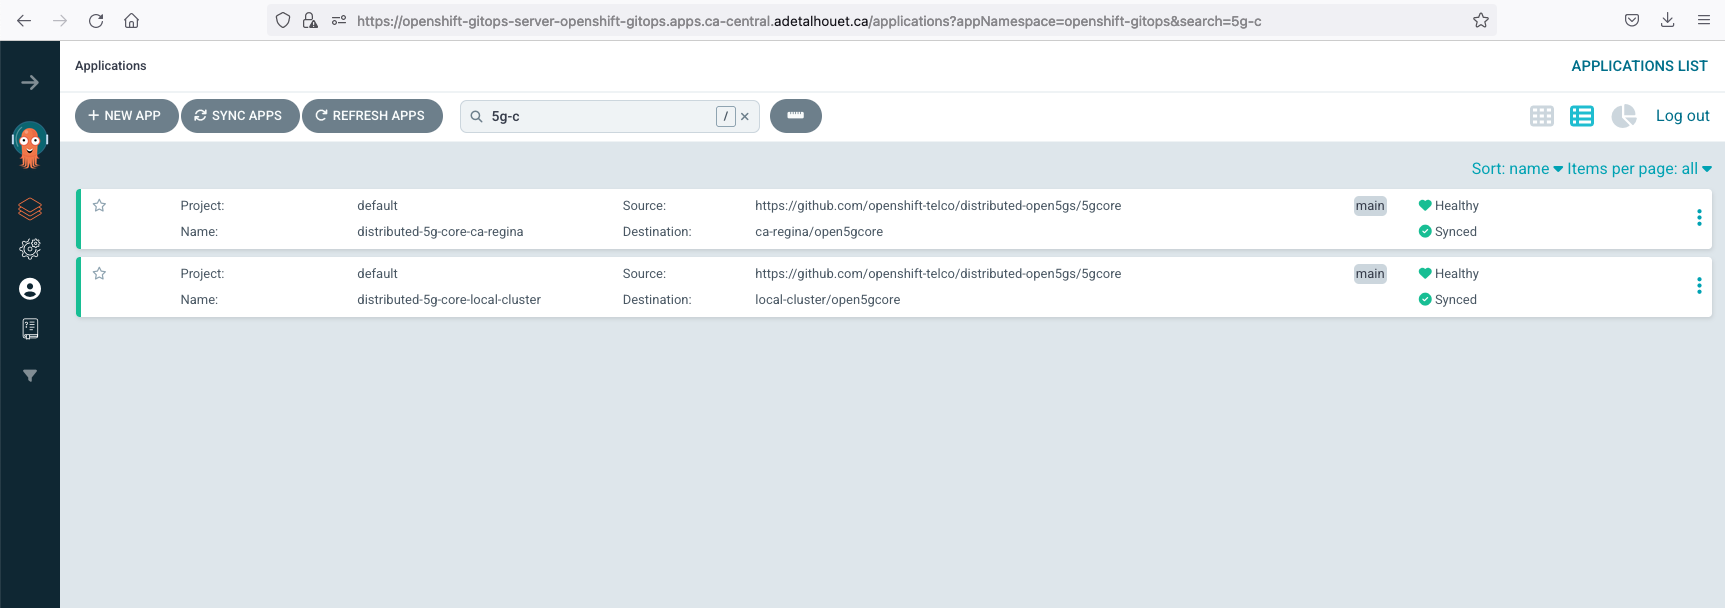 https://openshift-gitops-server-openshift-gitops.apps.ca-central.adetalhouet.ca/applications?appNamespace=openshift-gitops&search=5g-c
Applications
APPLICATIONS LIST
NEW APP
SYNC APPS
REFRESH APPS
5g-c
/
Log out
Sort: name
Items per page: all
Project: default Source: https://github.com/openshift-telco/distributed-open5gs/5gcore main Healthy
Name: distributed-5g-core-ca-regina Destination: ca-regina/open5gcore Synced
Project: default Source: https://github.com/openshift-telco/distributed-open5gs/5gcore main Healthy
Name: distributed-5g-core-local-cluster Destination: local-cluster/open5gcore Synced